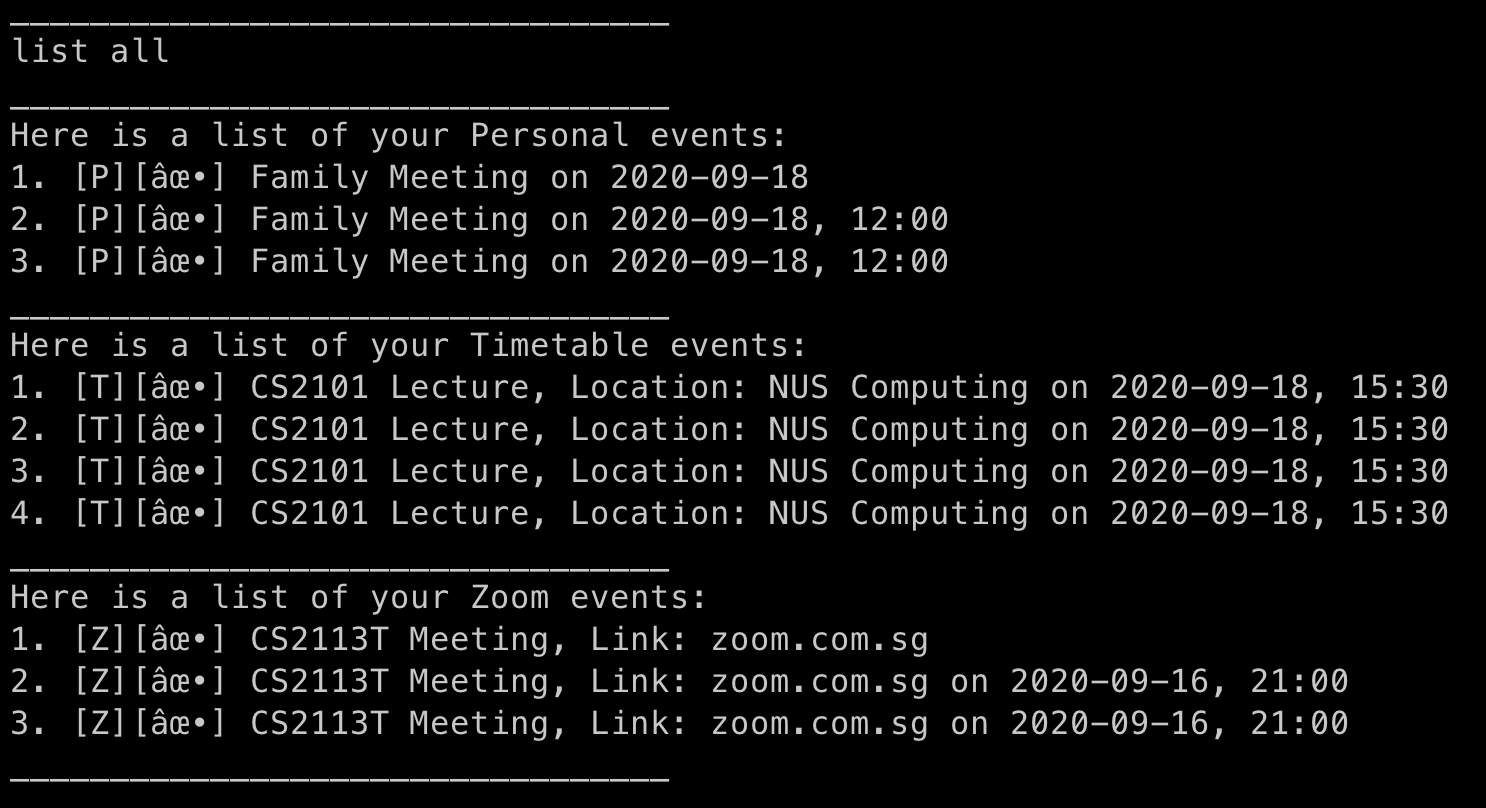 _________________________________
list all
_________________________________
Here is a list of your Personal events:
1. [P][âœ•] Family Meeting on 2020-09-18
2. [P][âœ•] Family Meeting on 2020-09-18, 12:00
3. [P][âœ•] Family Meeting on 2020-09-18, 12:00
_________________________________
Here is a list of your Timetable events:
1. [T][âœ•] CS2101 Lecture, Location: NUS Computing on 2020-09-18, 15:30
2. [T][âœ•] CS2101 Lecture, Location: NUS Computing on 2020-09-18, 15:30
3. [T][âœ•] CS2101 Lecture, Location: NUS Computing on 2020-09-18, 15:30
4. [T][âœ•] CS2101 Lecture, Location: NUS Computing on 2020-09-18, 15:30
_________________________________
Here is a list of your Zoom events:
1. [Z][âœ•] CS2113T Meeting, Link: zoom.com.sg
2. [Z][âœ•] CS2113T Meeting, Link: zoom.com.sg on 2020-09-16, 21:00
3. [Z][âœ•] CS2113T Meeting, Link: zoom.com.sg on 2020-09-16, 21:00
_________________________________